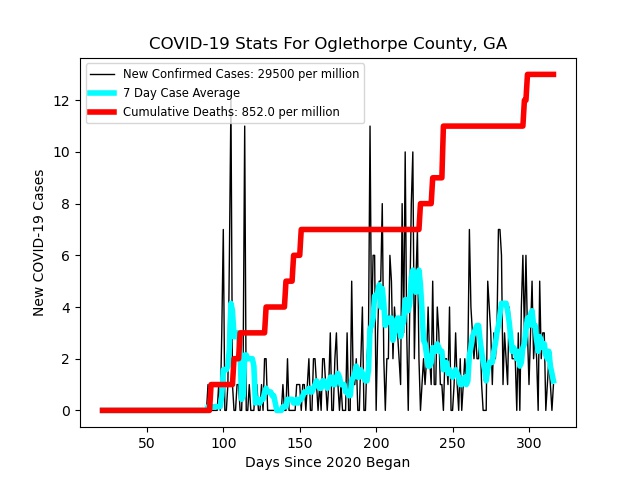 COVID-19 Stats For Oglethorpe County, GA
New Confirmed Cases: 29500 per million
7 Day Case Average
Cumulative Deaths: 852.0 per million
New COVID-19 Cases
12
10
8
6
4
2
0
50 100 150 200 250 300
Days Since 2020 Began